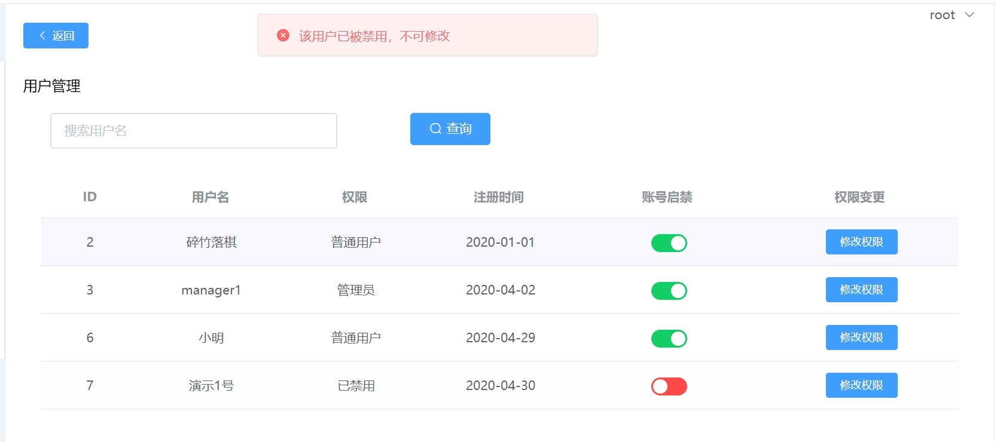 root
返回
该用户已被禁用，不可修改
用户管理
搜索用户名
查询
ID 用户名 权限 注册时间 账号启禁 权限变更
2 碎竹落棋 普通用户 2020-01-01 修改权限
3 manager1 管理员 2020-04-02 修改权限
6 小明 普通用户 2020-04-29 修改权限
7 演示1号 已禁用 2020-04-30 修改权限